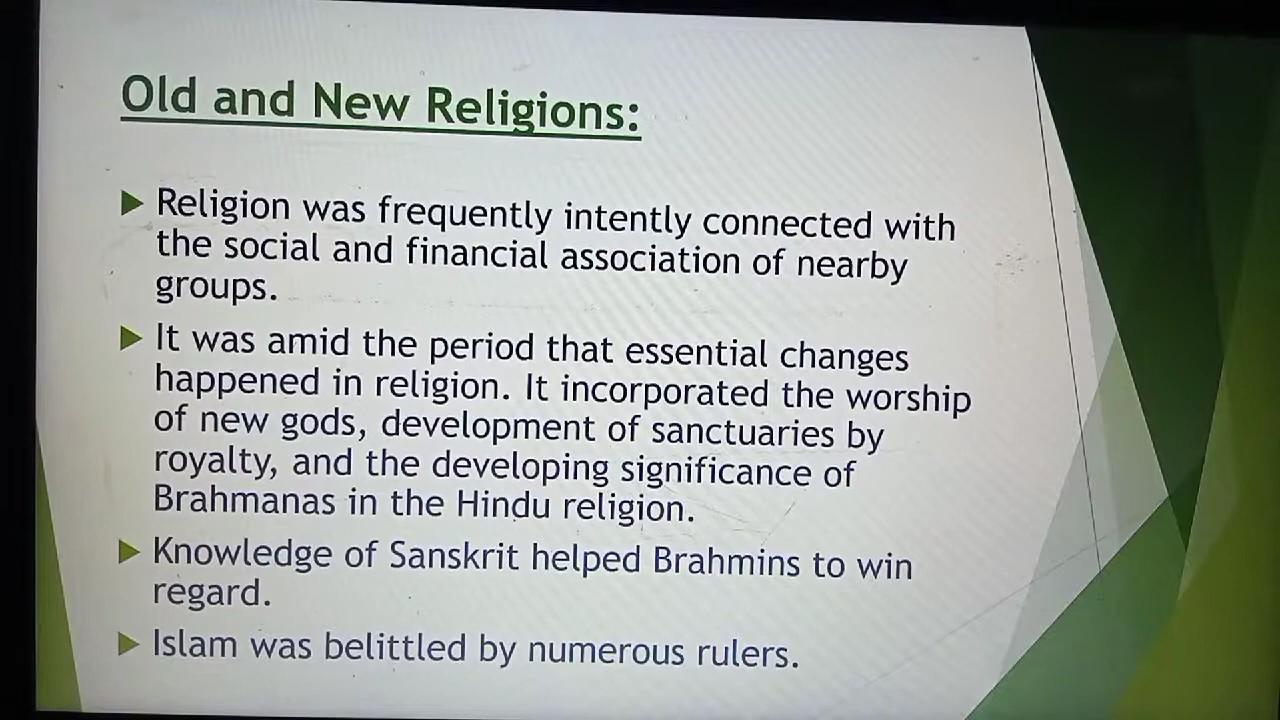 Old and New Religions:
Religion was frequently intently connected with
the social and financial association of nearby
groups.
It was amid the period that essential changes
happened in religion. It incorporated the worship
of new gods, development of sanctuaries by
royalty, and the developing significance of
Brahmanas in the Hindu religion.
Knowledge of Sanskrit helped Brahmins to win
regard.
Islam was belittled by numerous rulers.